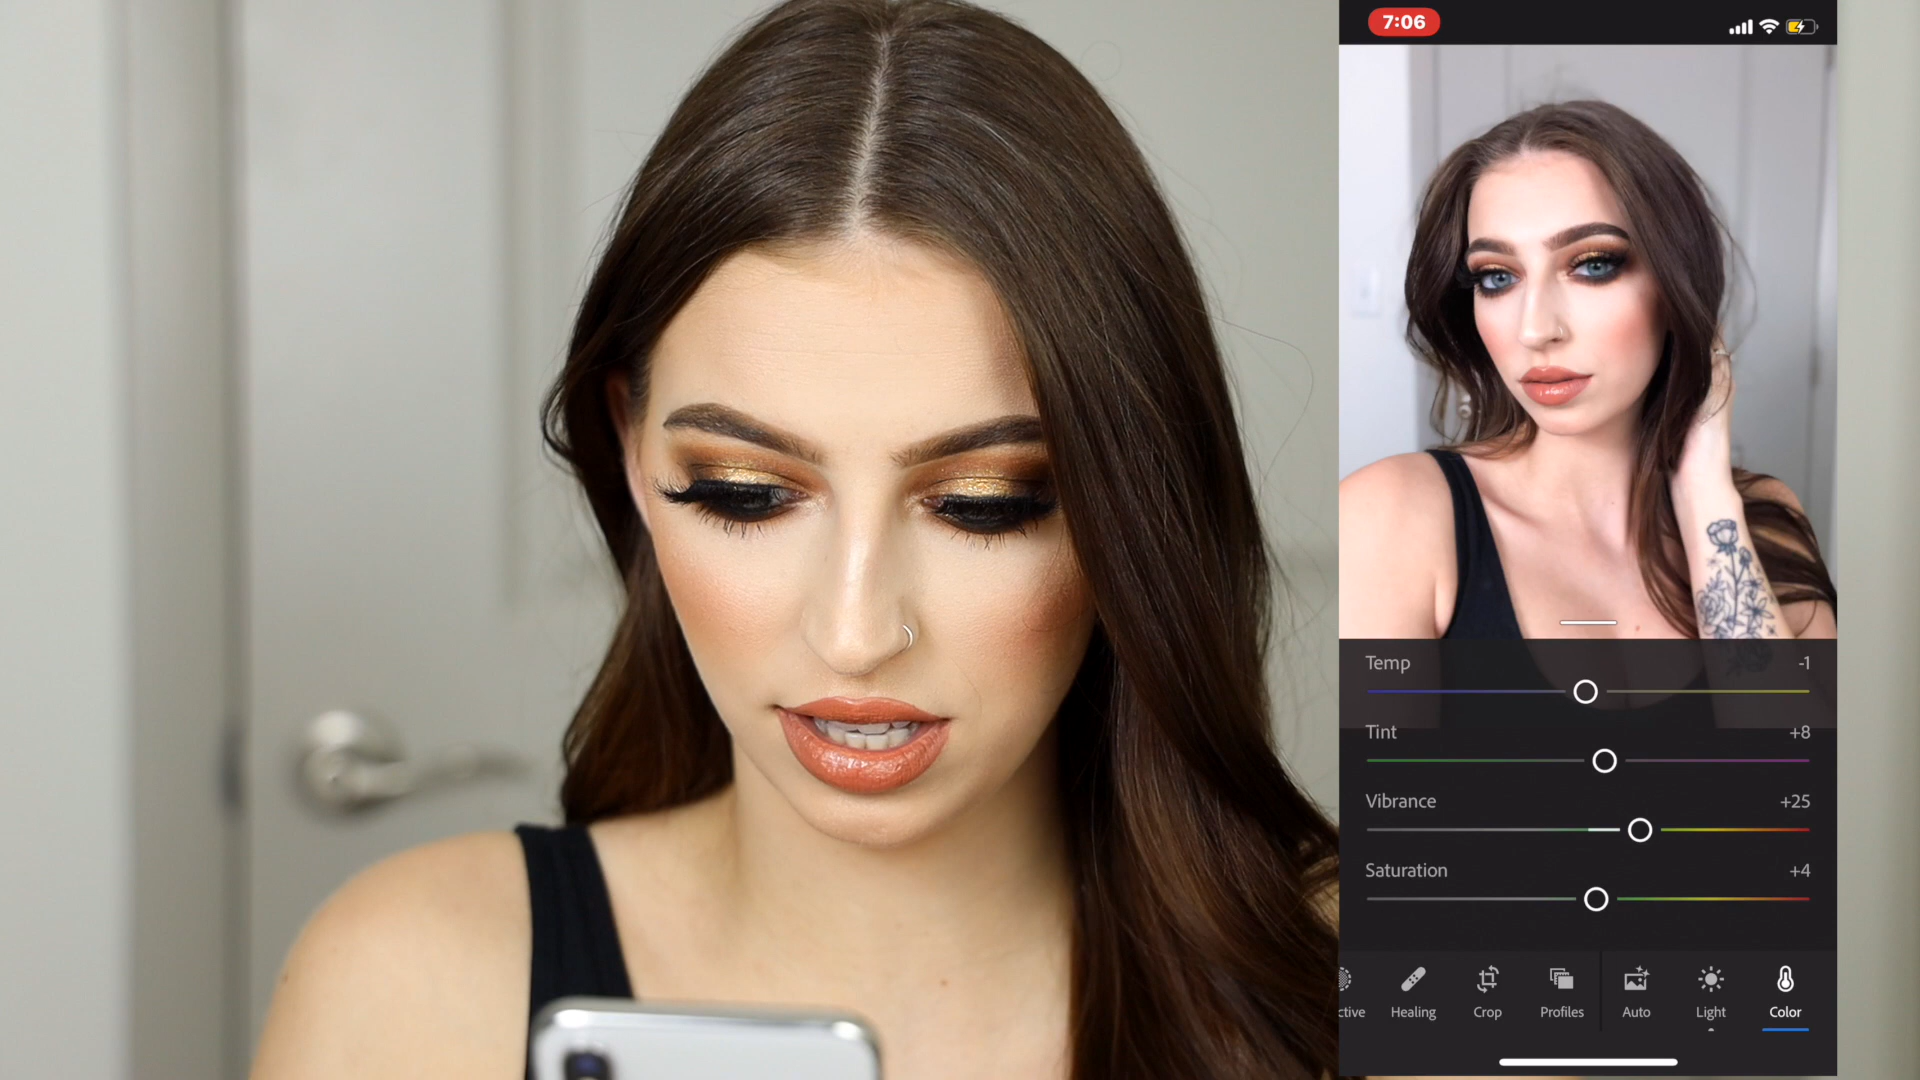 7:06
Temp -1
Tint +8
Vibrance +25
Saturation +4
ctive Healing Crop Profiles Auto Light Color